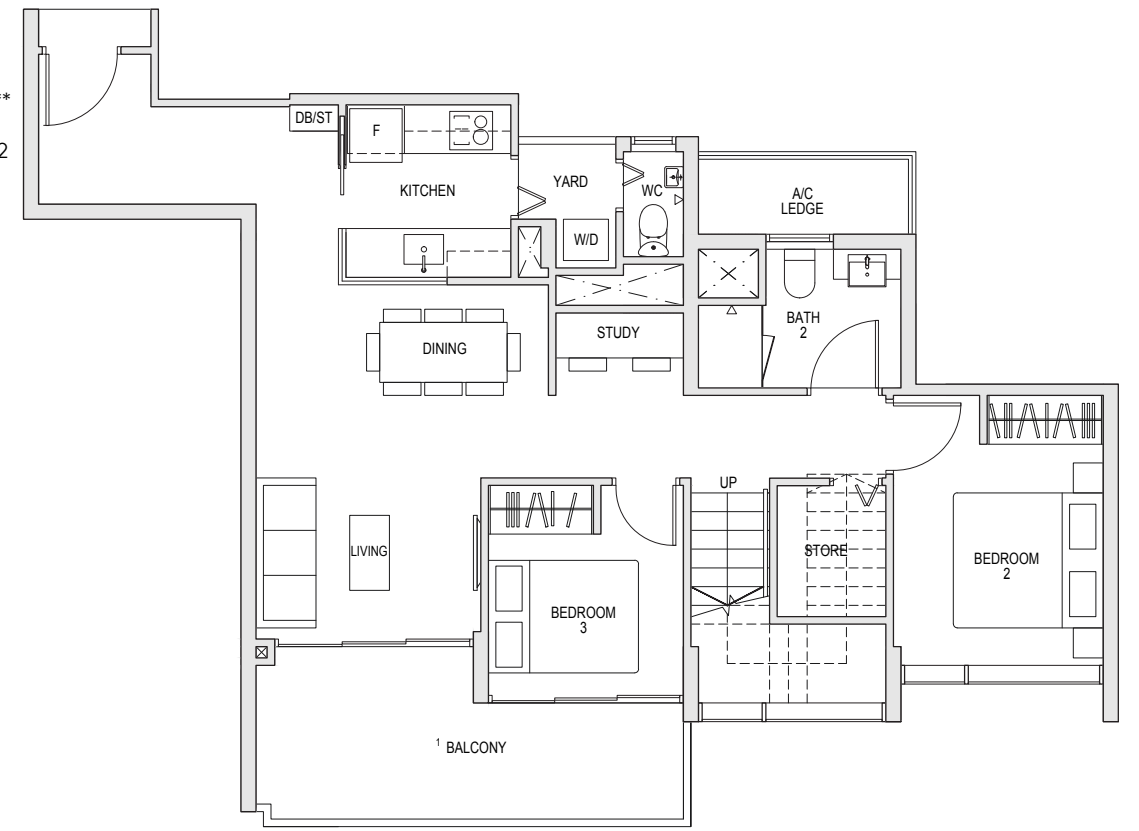 **
2
DB/ST
F
KITCHEN
YARD
WC
W/D
A/C
LEDGE
BATH
2
STUDY
DINING
UP
LIVING
STORE
BEDROOM
2
BEDROOM
3
1 BALCONY